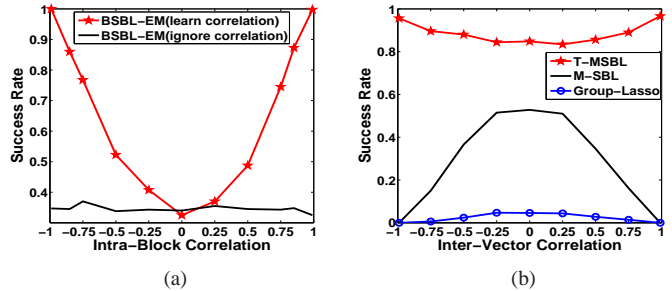 BSBL−EM(learn correlation)
BSBL−EM(ignore correlation)
Success Rate
1
0.9
0.8
0.7
0.6
0.5
0.4
−1 −0.75 −0.5 −0.25 0 0.25 0.5 0.75 1
Intra−Block Correlation
(a)
T−MSBL
M−SBL
Group−Lasso
Success Rate
1
0.8
0.6
0.4
0.2
0
−1 −0.75 −0.5 −0.25 0 0.25 0.5 0.75 1
Inter−Vector Correlation
(b)